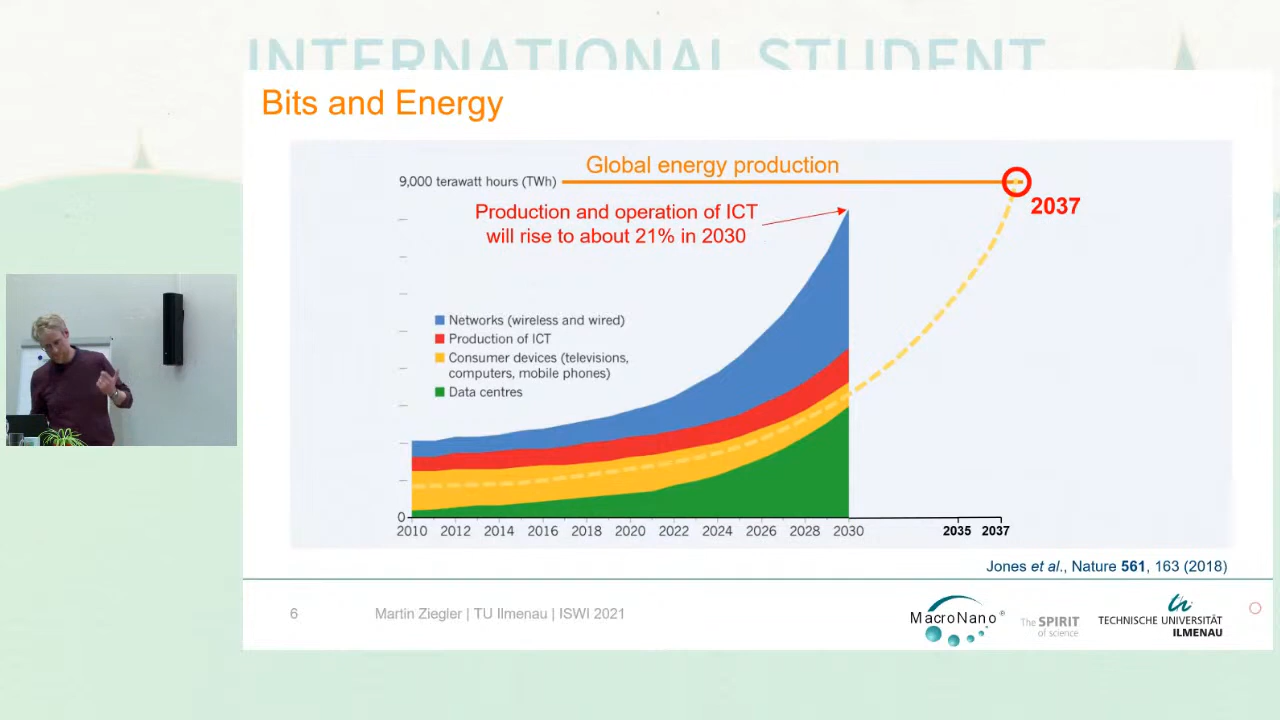 INTERNATIONAL STUDENT
Bits and Energy
Global energy production
9,000 terawatt hours (TWh)
2037
Production and operation of ICT
will rise to about 21% in 2030
Networks (wireless and wired)
Production of ICT
Consumer devices (televisions,
computers, mobile phones)
Data centres
0
2010 2012 2014 2016 2018 2020 2022 2024 2026 2028 2030 2035 2037
Jones et al., Nature 561, 163 (2018)
6 Martin Ziegler | TU Ilmenau | ISWI 2021
MacroNano®
The SPIRIT
of science
TECHNISCHE UNIVERSITÄT
ILMENAU